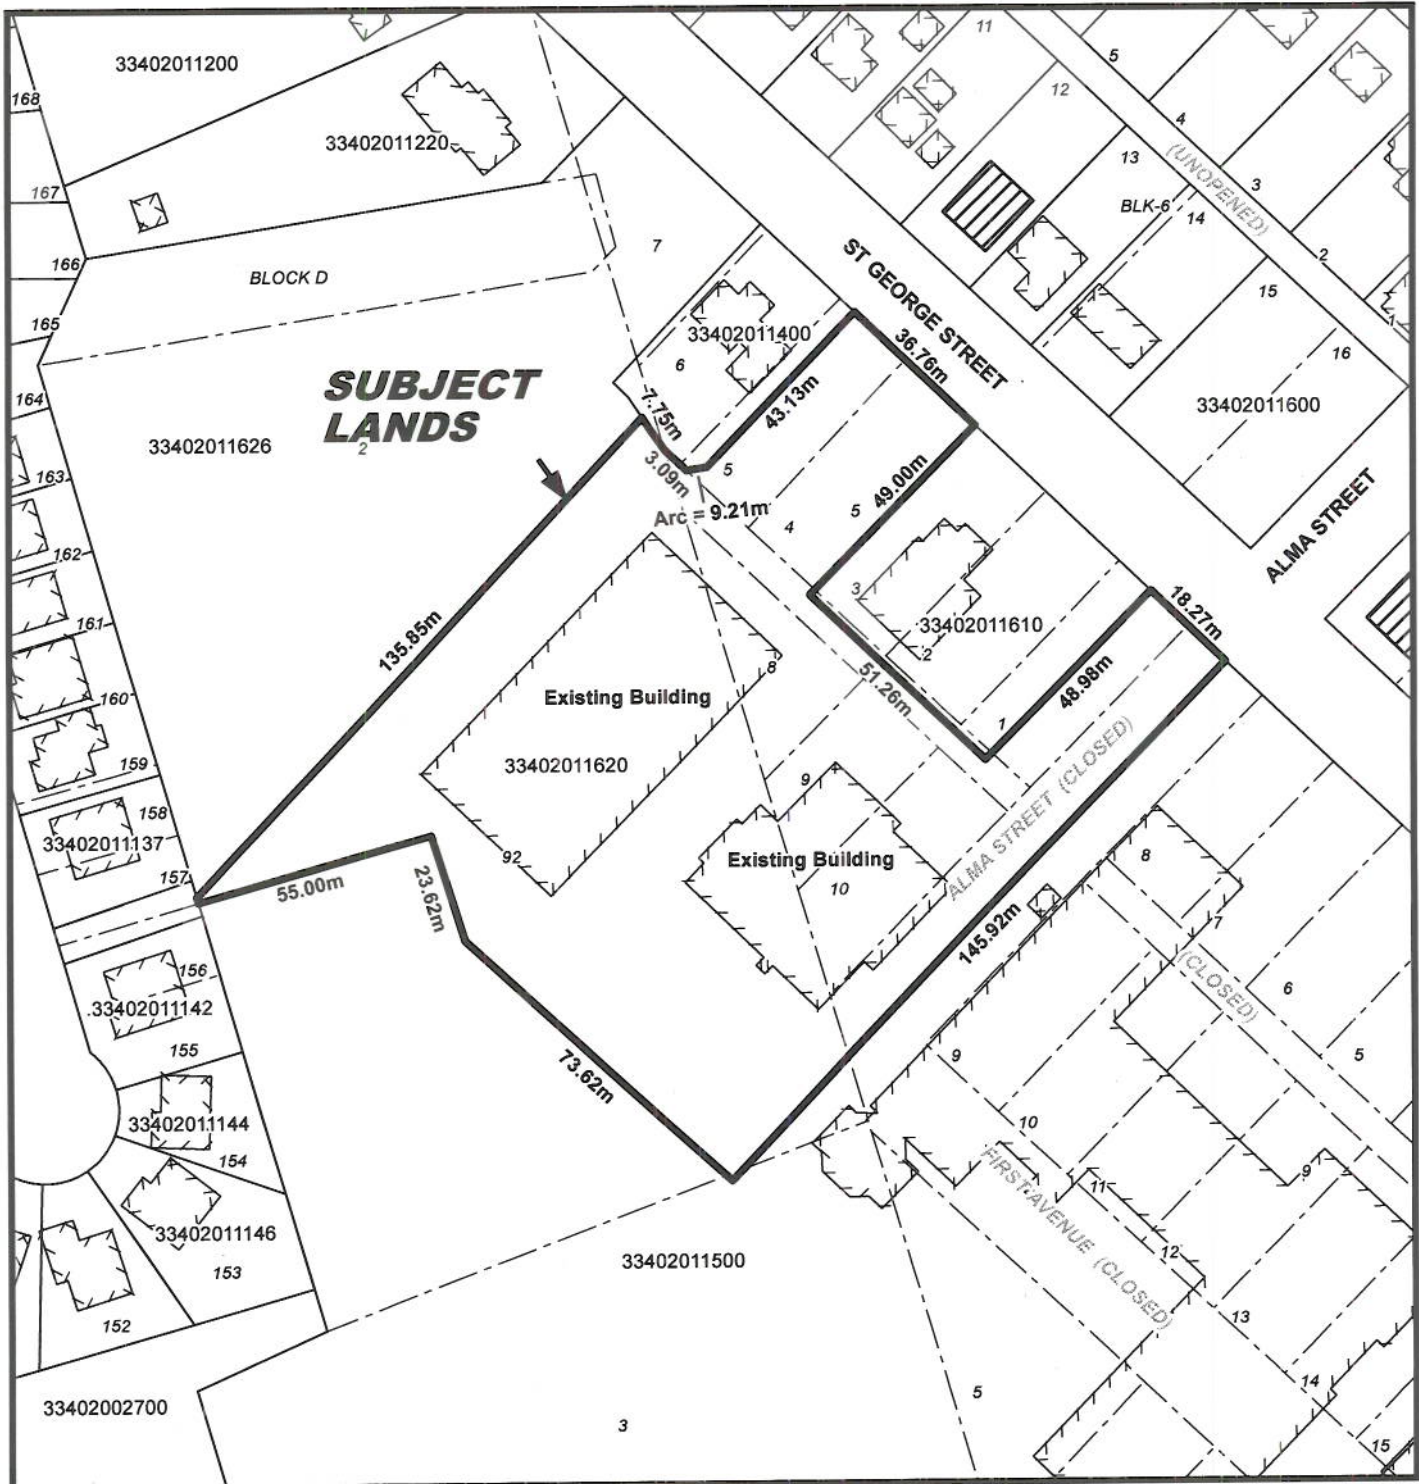 11
5
33402011200
168
12
4
33402011220
(UNOPENED)
13
3
167
BLK-6
14
7
2
166
BLOCK D
ST GEORGE STREET
15
165
1
33402011400
36.76m
16
6
SUBJECT
LANDS
2
7.75m
43.13m
164
33402011600
33402011626
3.09m
5
163
49.00m
ALMA STREET
Arc = 9.21m
5
4
162
3
18.27m
161
135.85m
33402011610
2
8
51.26m
48.98m
160
Existing Building
1
ALMA STREET (CLOSED)
159
33402011620
9
158
33402011137
92
Existing Building
8
157
55.00m
23.62m
10
145.92m
7
156
(CLOSED)
6
33402011142
155
9
5
73.62m
10
33402011144
154
FIRST AVENUE (CLOSED)
9
11
33402011146
12
153
33402011500
13
152
14
5
33402002700
3
15